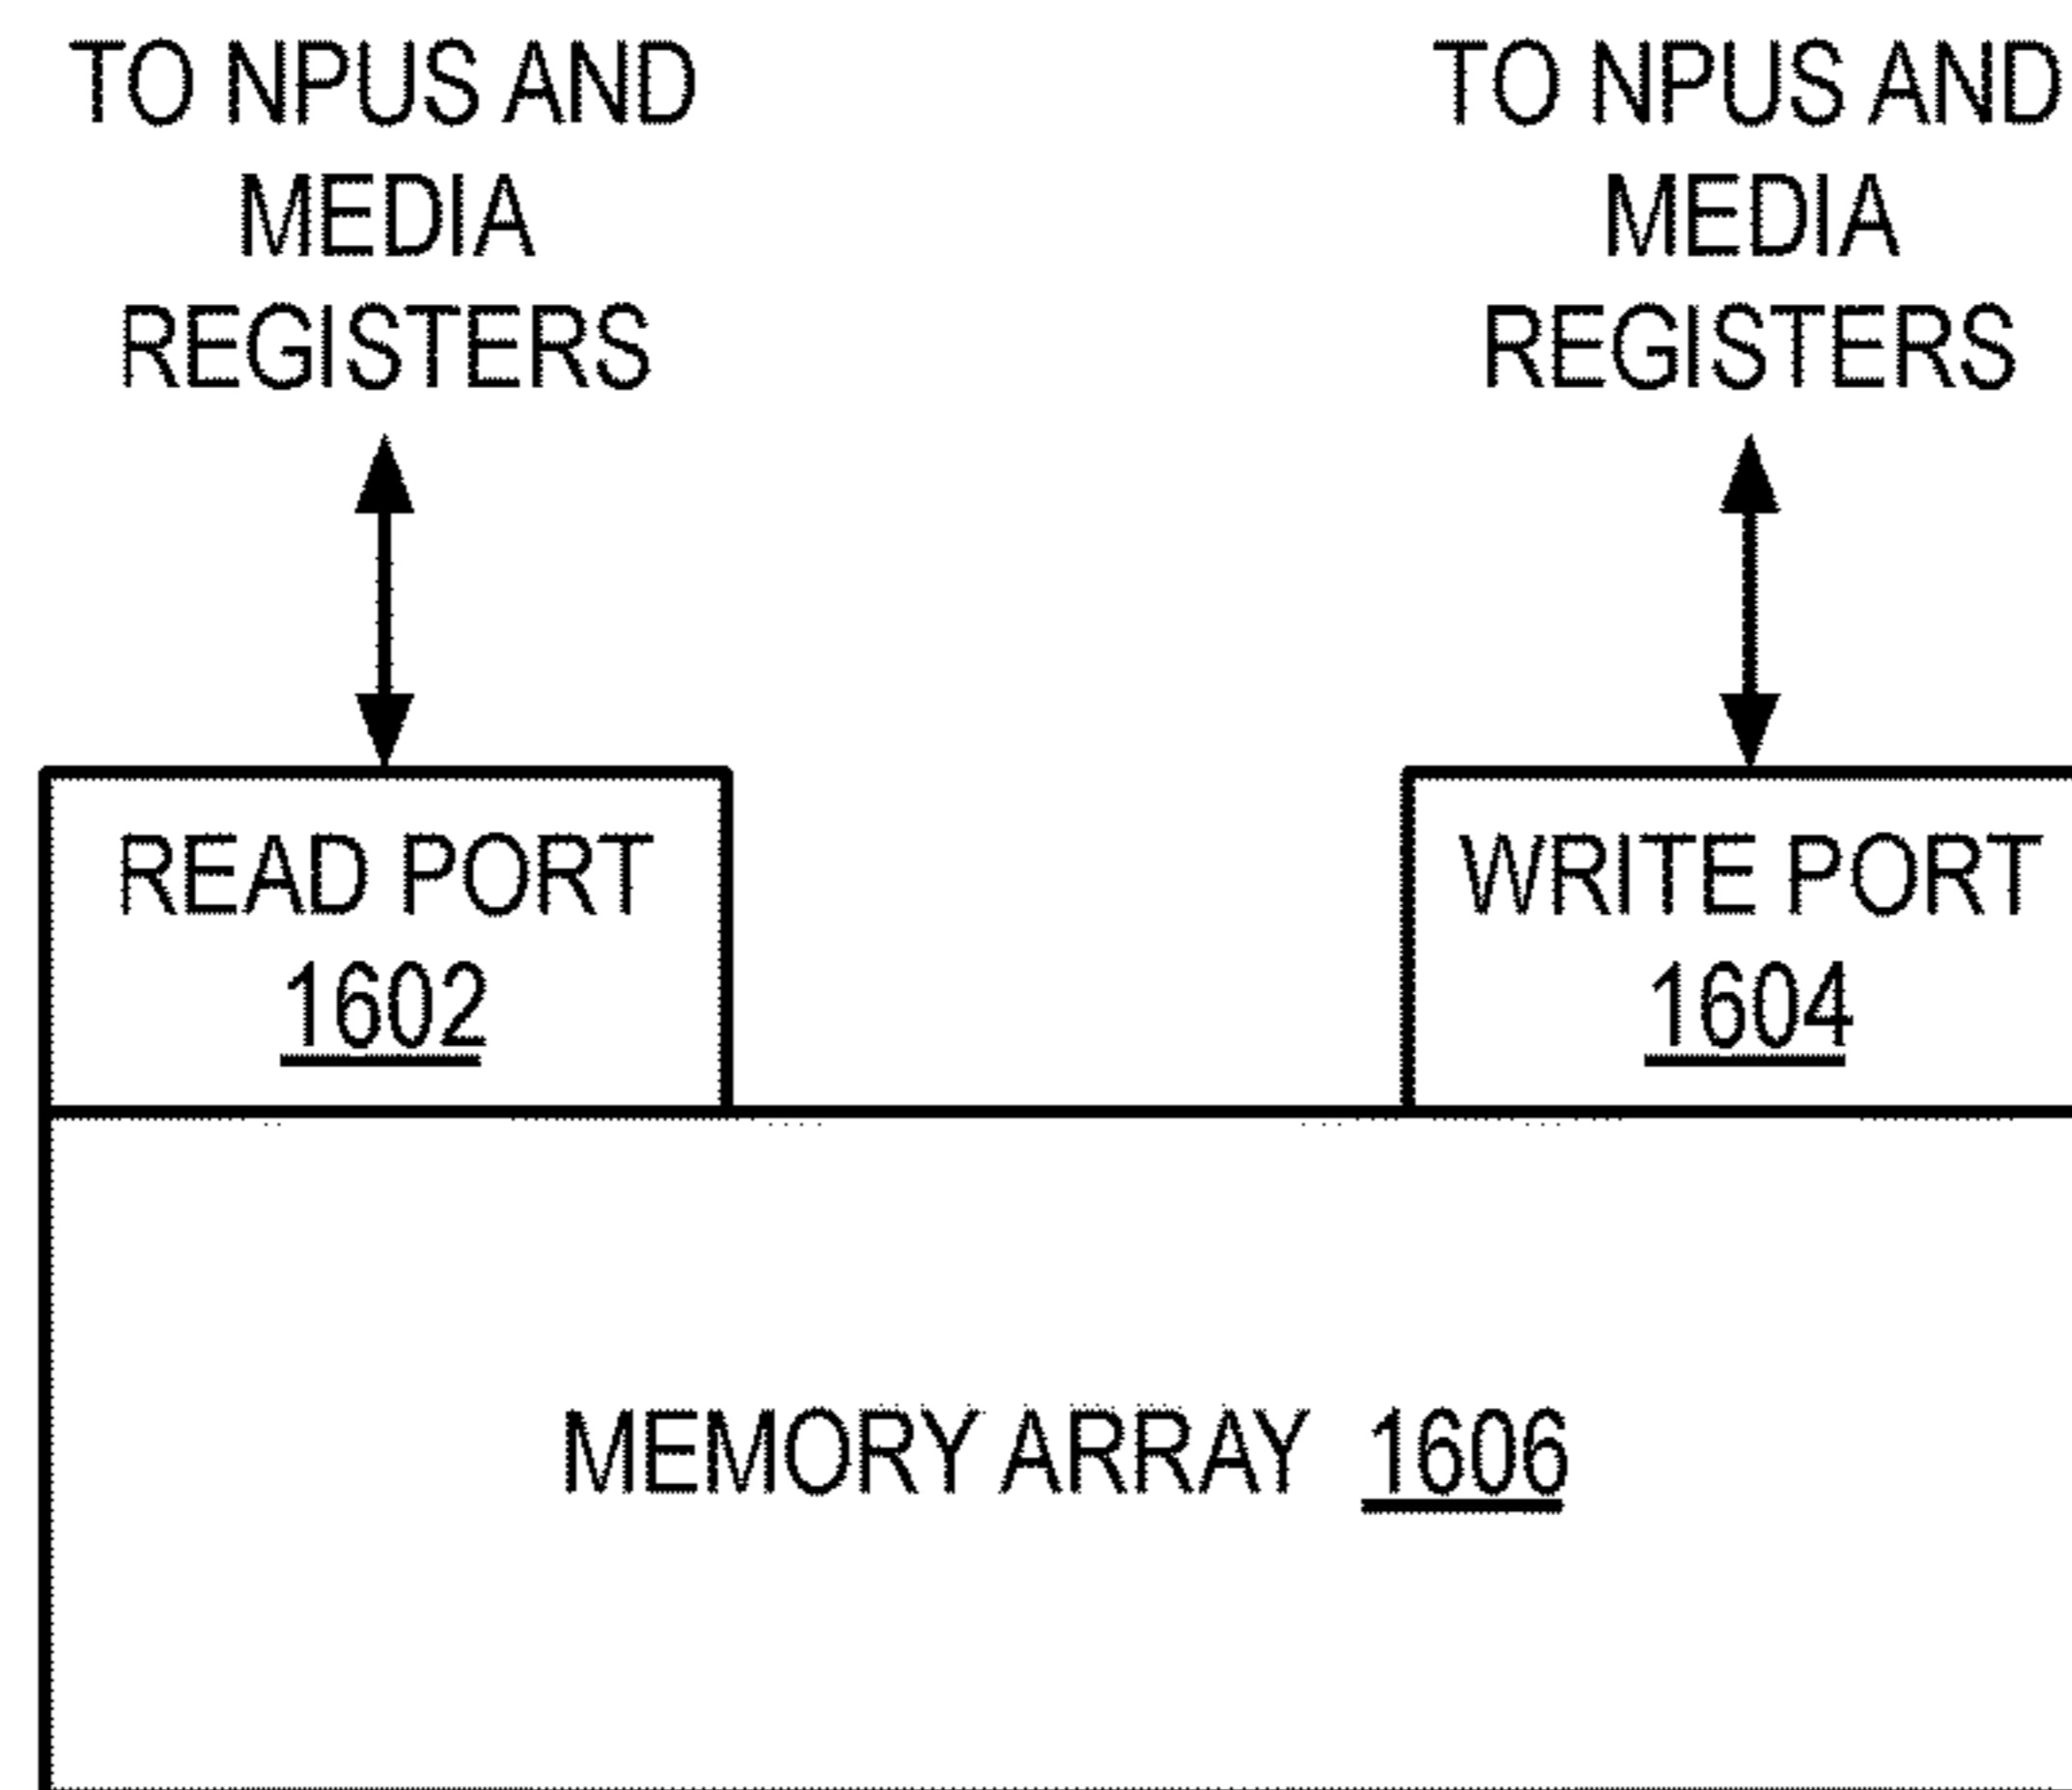 TO NPUS AND
MEDIA
REGISTERS
TO NPUS AND
MEDIA
REGISTERS
READ PORT
1602
WRITE PORT
1604
MEMORY ARRAY 1606